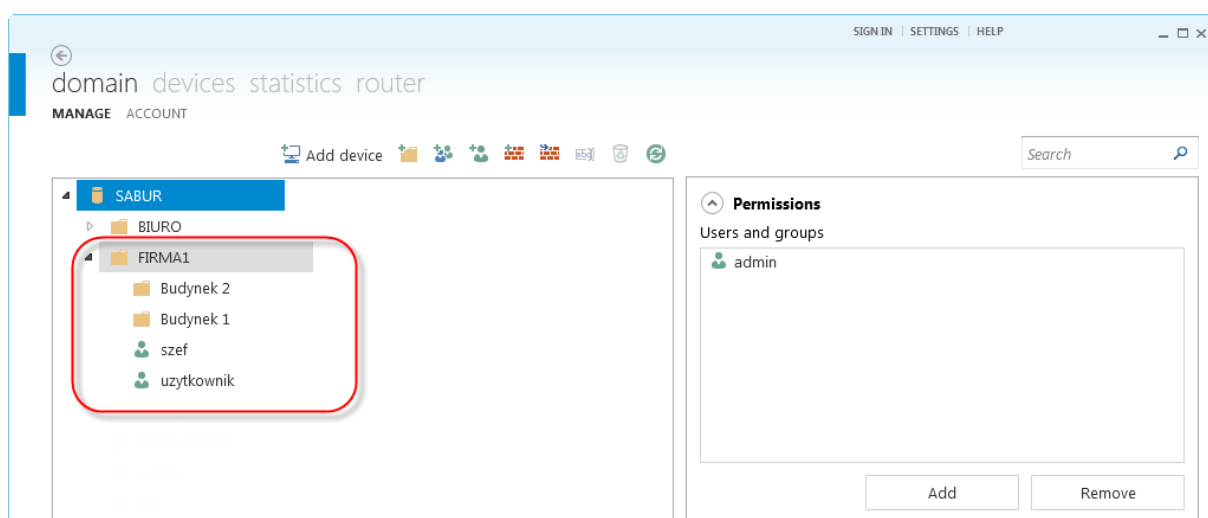 SIGN IN | SETTINGS | HELP
domain devices statistics router
MANAGE ACCOUNT
Add device
Search
SABUR
BIURO
FIRMA1
Budynek 2
Budynek 1
szef
uzytkownik
Permissions
Users and groups
admin
Add Remove